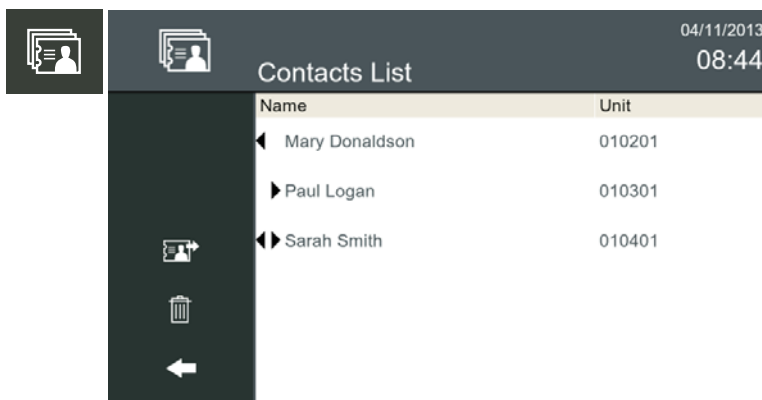 04/11/2013
Contacts List 08:44
Name Unit
Mary Donaldson 010201
Paul Logan 010301
Sarah Smith 010401